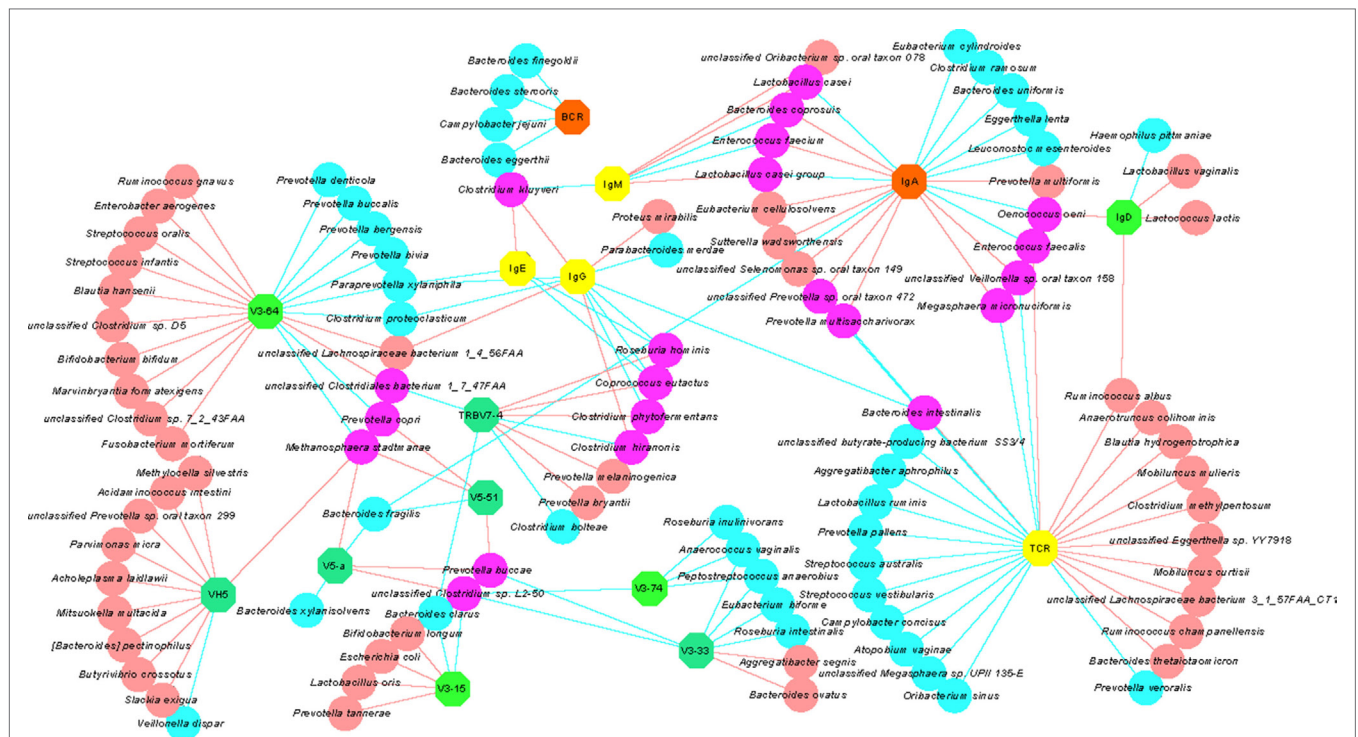 unclassified Oribacterium sp. oral taxon 078
Eubacterium cylindroides
Bacteroides finegoldii
Clostridium ramosum
Lactobacillus casei
Bacteroides stercoris
Bacteroides uniformis
Bacteroides coprosuis
BCR
Campylobacter jejuni
Eggerthella lenta
Haemophilus pittmaniae
Enterococcus faecium
Leuconostoc mesenteroides
Bacteroides eggerthii
Lactobacillus casei group
Prevotella multiformis
Lactobacillus vaginalis
Ruminococcus gnavus
IgM
IgA
Clostridium kluyveri
Prevotella denticola
Enterobacter aerogenes
Eubacterium cellulosolvens
Oenococcus oeni
IgD
Lactococcus lactis
Prevotella buccalis
Proteus mirabilis
Streptococcus oralis
Sutterella wadsworthensis
Enterococcus faecalis
Prevotella bergensis
Parabacteroides merdae
Streptococcus infantis
Prevotella bivia
IgE
IgG
unclassified Selenomonas sp. oral taxon 149
unclassified Veillonella sp. oral taxon 158
Blautia hansenii
Paraprevotella xylaniphila
unclassified Prevotella sp. oral taxon 472
Megasphaera micronuciformis
V3-64
Clostridium proteoclasticum
Prevotella multisaccharivorax
unclassified Clostridium sp. D5
unclassified Lachnospiraceae bacterium 1_4_56FAA
Roseburia hominis
Bifidobacterium bifidum
unclassified Clostridiales bacterium 1_7_47FAA
Coprococcus eutactus
Marvinbryantia formatexigens
Ruminococcus albus
unclassified Clostridium sp. 7_2_43FAA
Prevotella copri
TRBV7-4
Clostridium phytofermentans
Bacteroides intestinalis
Anaerotruncus colihominis
Fusobacterium mortiferum
Methanosphaera stadtmanae
Clostridium hiranonis
unclassified butyrate-producing bacterium SS3/4
Blautia hydrogenotrophica
Methylocella silvestris
Prevotella melaninogenica
Aggregatibacter aphrophilus
Mobiluncus mulieris
Acidaminococcus intestini
V5-51
Prevotella bryantii
Lactobacillus ruminis
Clostridium methylpentosum
unclassified Prevotella sp. oral taxon 299
Bacteroides fragilis
Clostridium bolteae
Roseburia inulinivorans
Prevotella pallens
TCR
unclassified Eggerthella sp. YY7918
Parvimonas micra
V5-a
Prevotella buccae
Anaerococcus vaginalis
Streptococcus australis
Mobiluncus curtisii
Acholeplasma laidlawii
VH5
unclassified Clostridium sp. L2-50
V3-74
Peptostreptococcus anaerobius
Streptococcus vestibularis
unclassified Lachnospiraceae bacterium 3_1_57FAA_CT1
Mitsuokella multacida
Bacteroides xylanisolvens
Bacteroides clarus
Eubacterium biforme
Campylobacter concisus
Ruminococcus champanellensis
[Bacteroides] pectinophilus
Bifidobacterium longum
Roseburia intestinalis
Atopobium vaginae
Butyrivibrio crossotus
Escherichia coli
V3-33
Aggregatibacter segnis
unclassified Megasphaera sp. UPII 135-E
Bacteroides thetaiotaomicron
Slackia exigua
Lactobacillus oris
V3-15
Bacteroides ovatus
Oribacterium sinus
Prevotella veroralis
Veillonella dispar
Prevotella tannerae